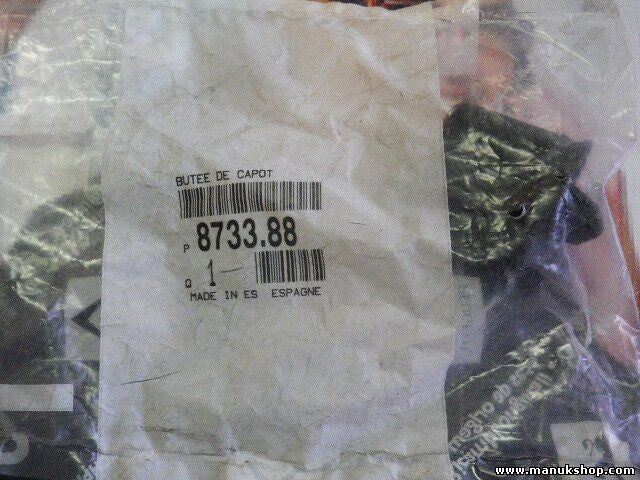 BUTEE DE CAPOT
P 8733.88
Q 1
MADE IN ES ESPAGNE
www.manukshop.com